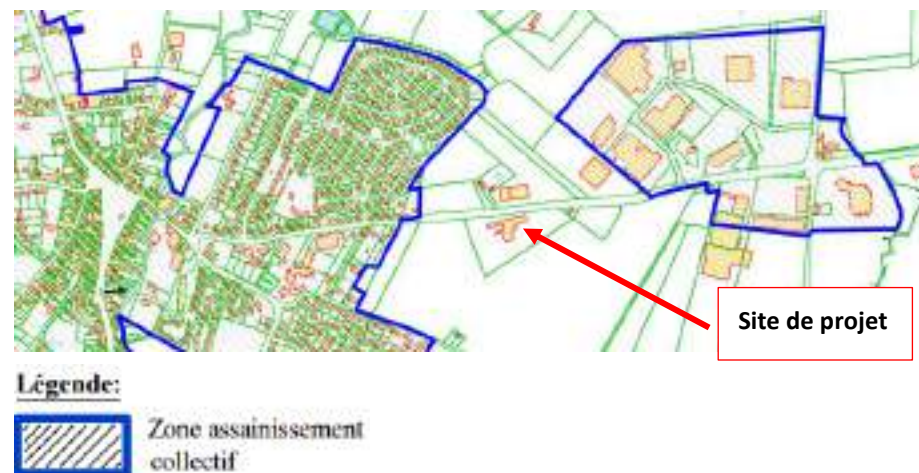 Site de projet
Légende:
Zone assainissement
collectif